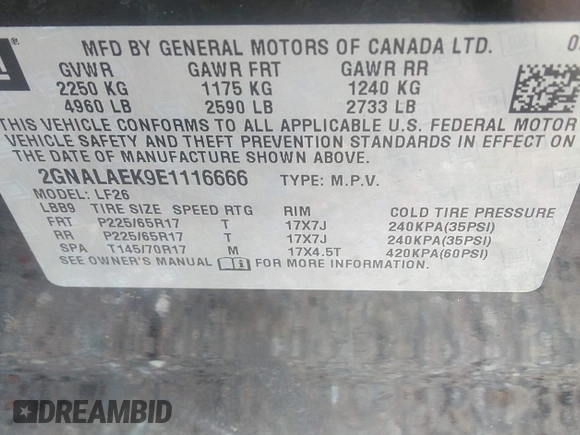 MFD BY GENERAL MOTORS OF CANADA LTD.
GVWR GAWR FRT GAWR RR
2250 KG 1175 KG 1240 KG
4960 LB 2590 LB 2733 LB
THIS VEHICLE CONFORMS TO ALL APPLICABLE U.S. FEDERAL MOTOR
VEHICLE SAFETY AND THEFT PREVENTION STANDARDS IN EFFECT ON
THE DATE OF MANUFACTURE SHOWN ABOVE.
2GNALAEK9E1116666 TYPE: M.P.V.
MODEL: LF26
LBB9 TIRE SIZE SPEED RTG RIM COLD TIRE PRESSURE
FRT P225/65R17 T 17X7J 240KPA(35PSI)
RR P225/65R17 T 17X7J 240KPA(35PSI)
SPA T145/70R17 M 17X4.5T 420KPA(60PSI)
SEE OWNER'S MANUAL FOR MORE INFORMATION.
DREAMBID